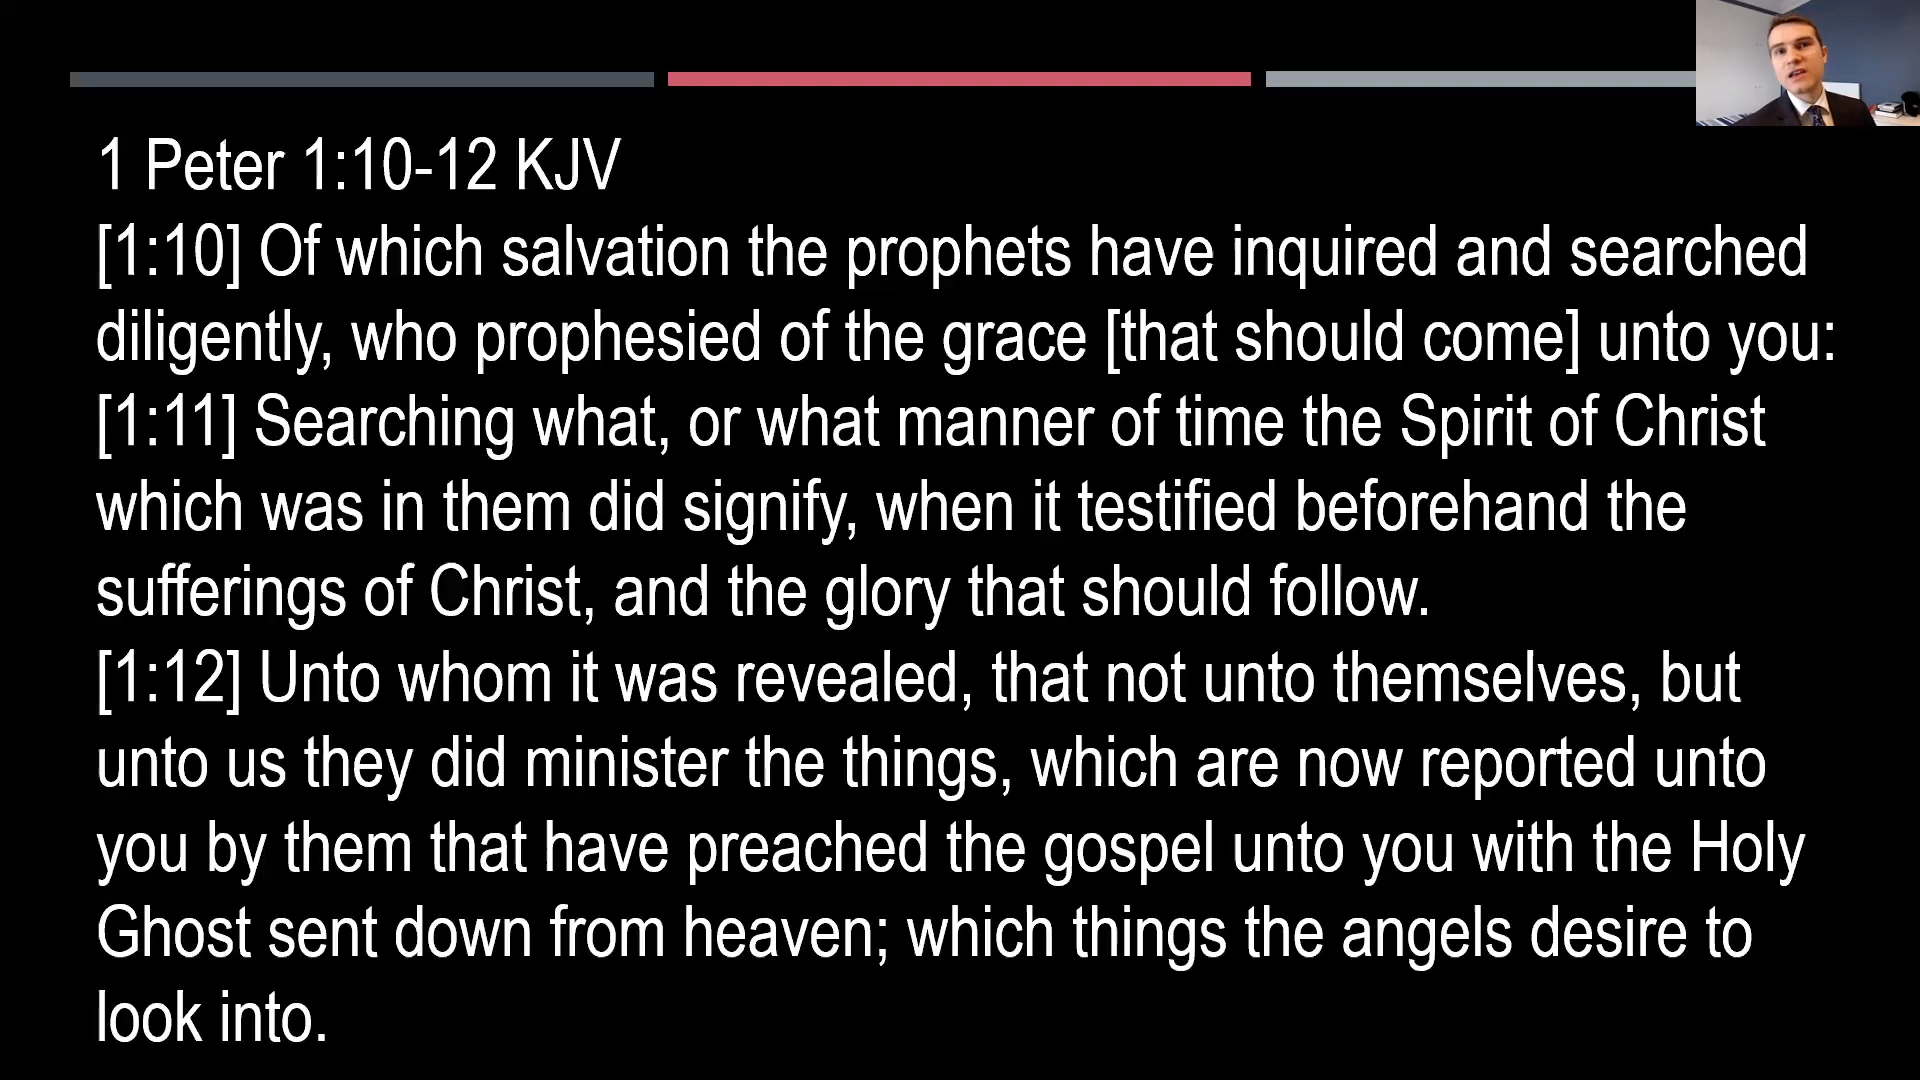 1 Peter 1:10-12 KJV
[1:10] Of which salvation the prophets have inquired and searched
diligently, who prophesied of the grace [that should come] unto you:
[1:11] Searching what, or what manner of time the Spirit of Christ
which was in them did signify, when it testified beforehand the
sufferings of Christ, and the glory that should follow.
[1:12] Unto whom it was revealed, that not unto themselves, but
unto us they did minister the things, which are now reported unto
you by them that have preached the gospel unto you with the Holy
Ghost sent down from heaven; which things the angels desire to
look into.